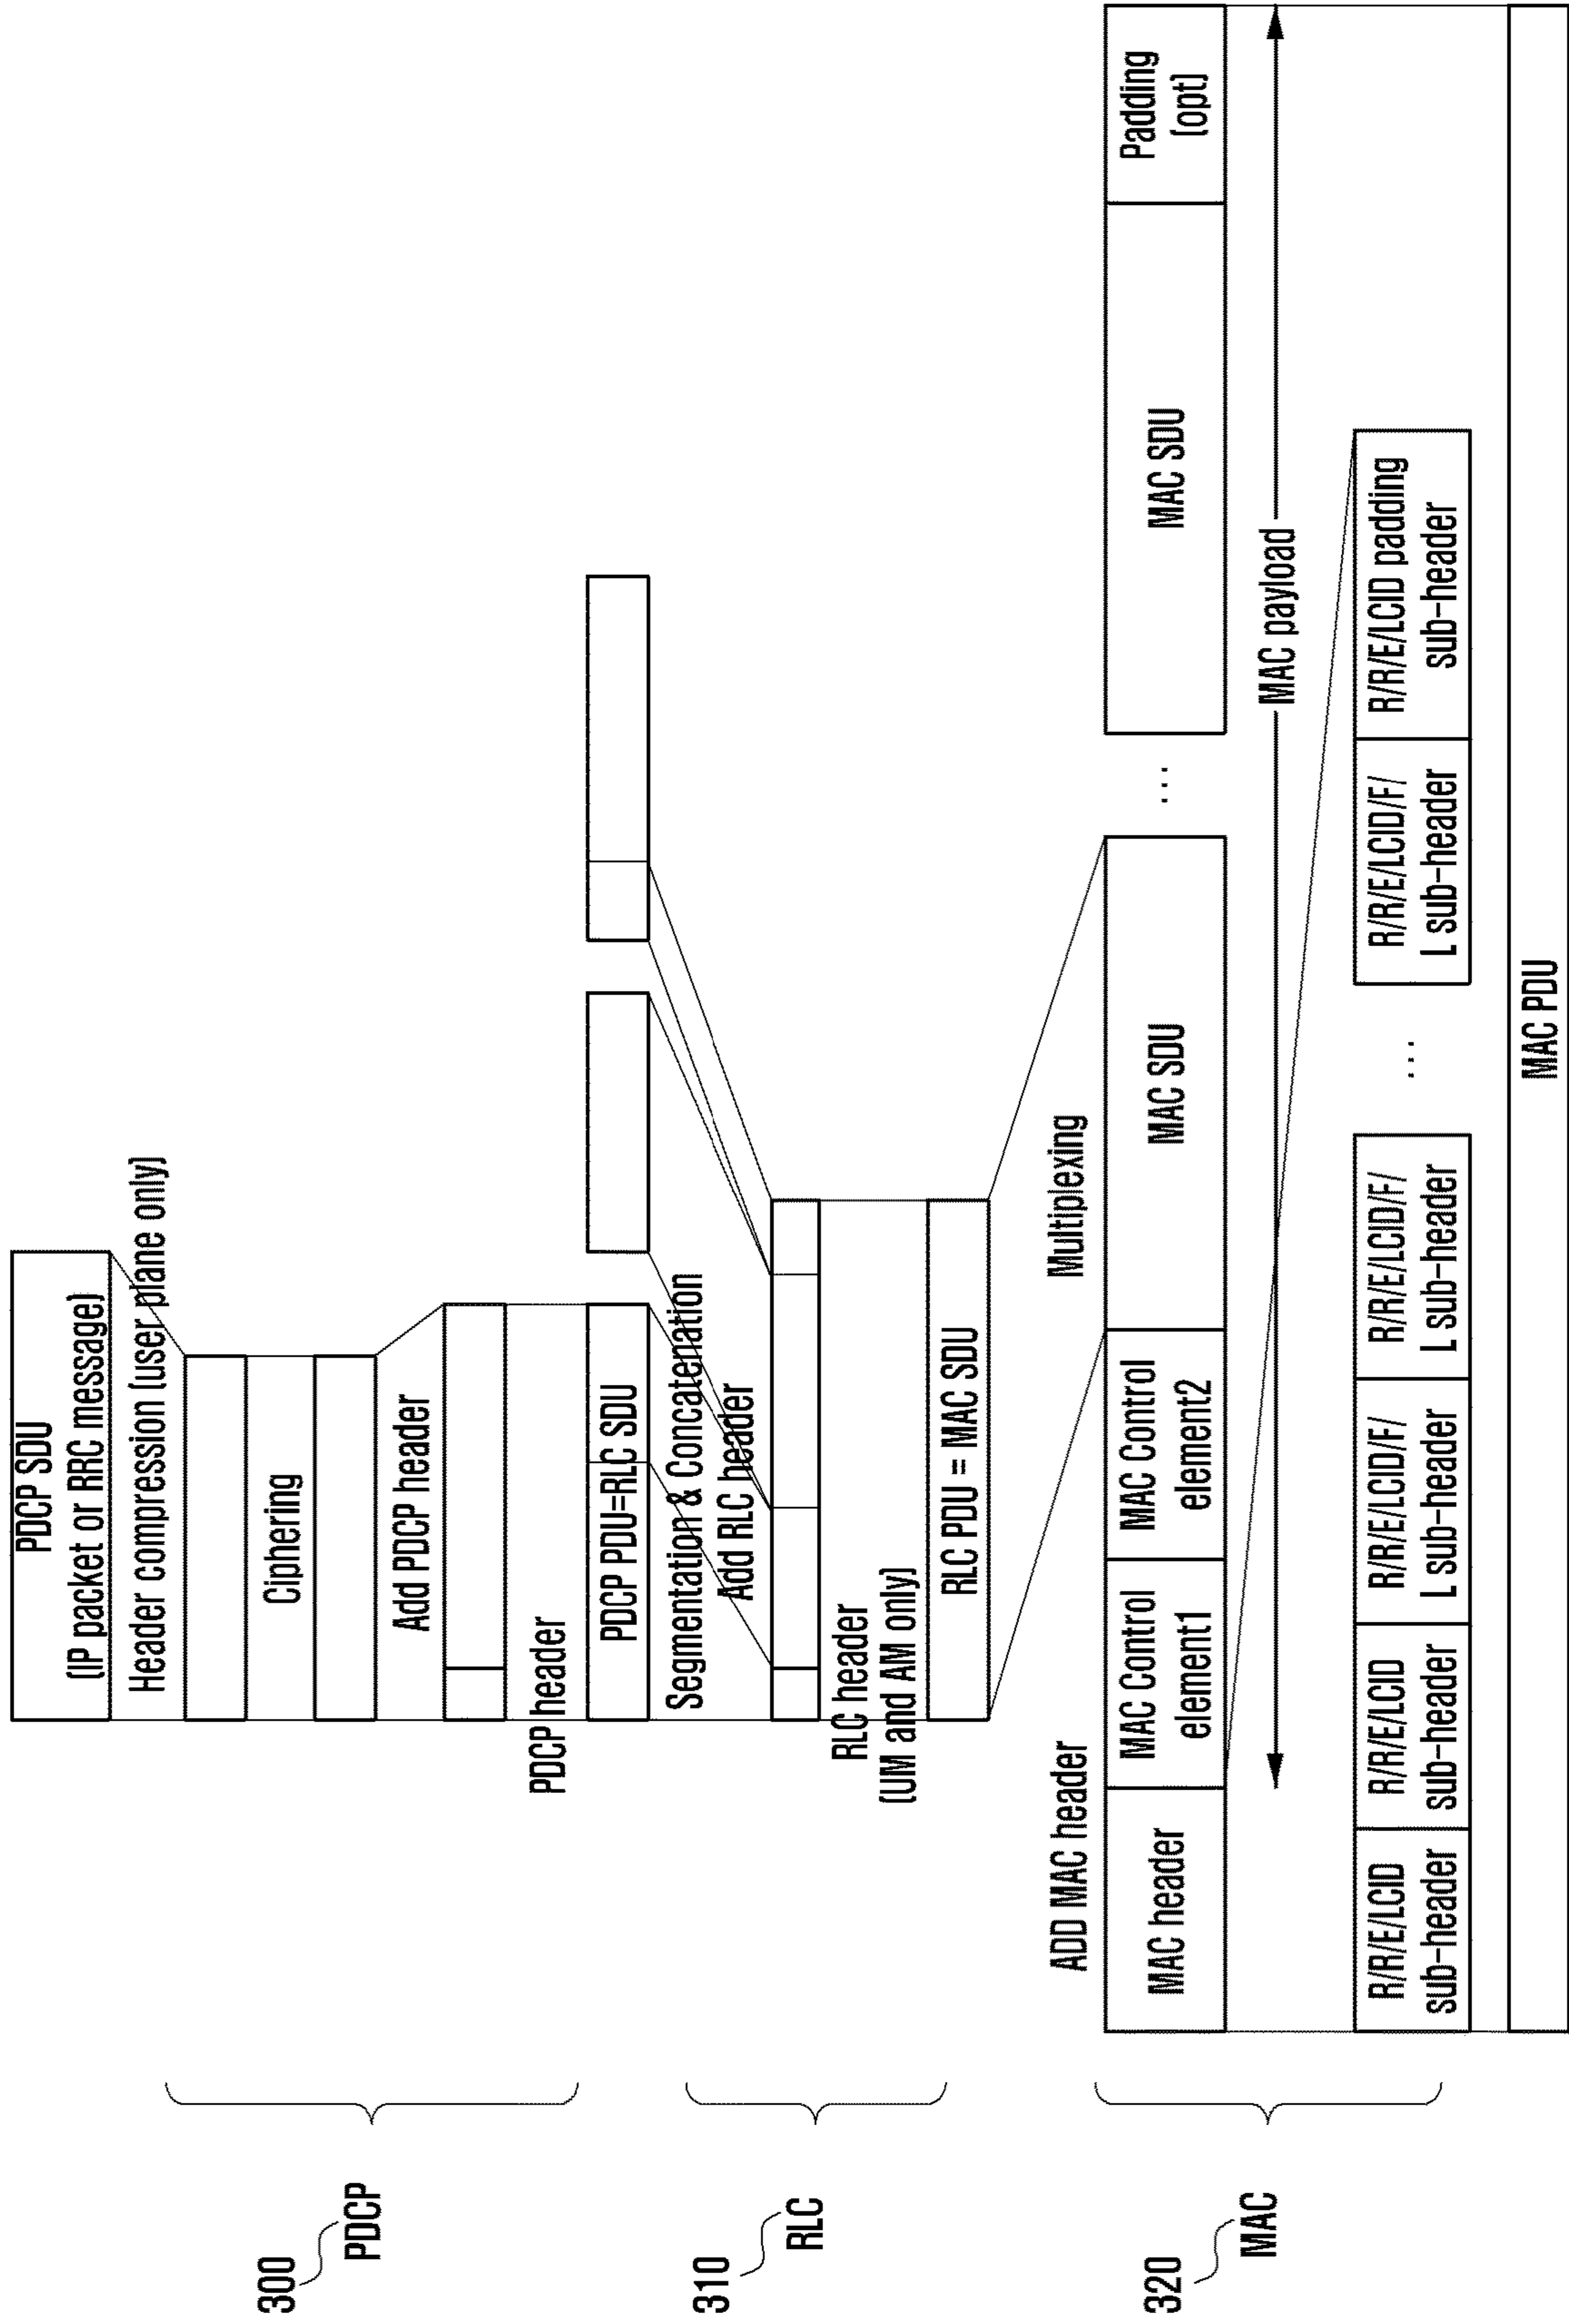 300
PDCP
PDCP SDU
(IP packet or RRC message)
Header compression (user plane only)
Ciphering
Add PDCP header
PDCP header
310
RLC
PDCP PDU=RLC SDU
Segmentation & Concatenation
Add RLC header
RLC header
(UM and AM only)
RLC PDU = MAC SDU
320
MAC
ADD MAC header
Multiplexing
MAC header
MAC Control
element1
MAC Control
element2
MAC SDU
...
MAC SDU
Padding
(opt)
MAC payload
R/R/E/LCID
sub-header
R/R/E/LCID
sub-header
R/R/E/LCID/F/
L sub-header
R/R/E/LCID/F/
L sub-header
...
R/R/E/LCID/F/
L sub-header
R/R/E/LCID padding
sub-header
MAC PDU